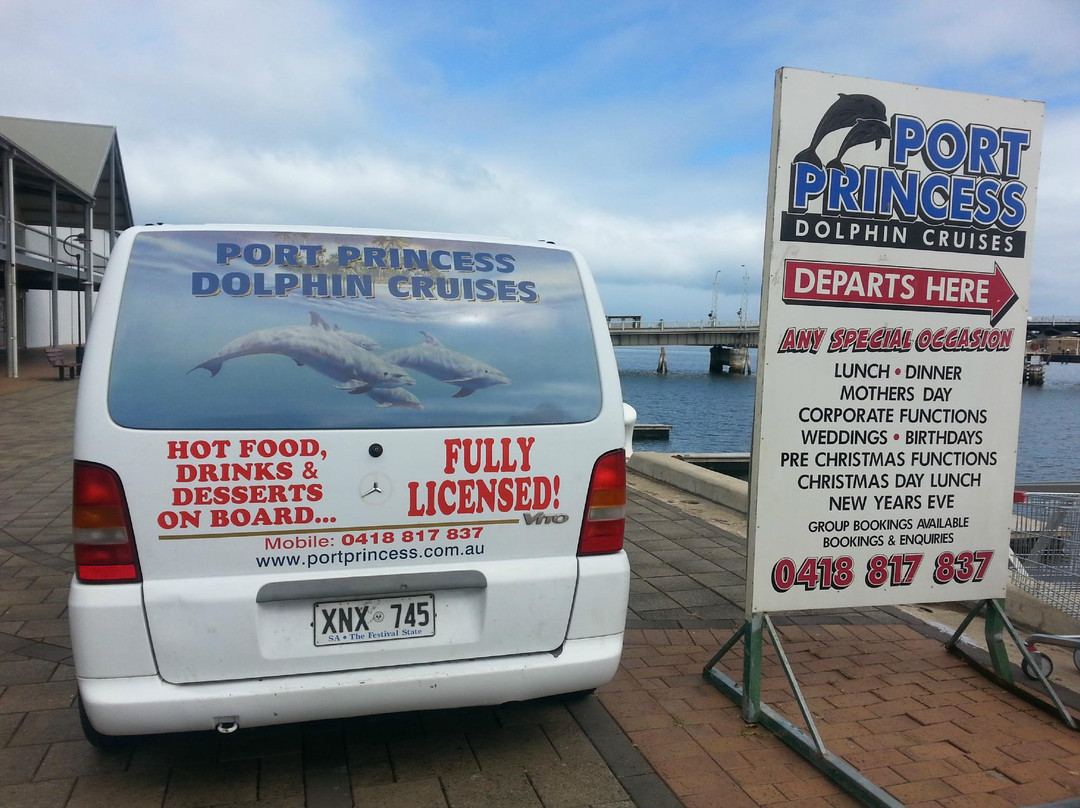 PORT PRINCESS
DOLPHIN CRUISES
HOT FOOD,
DRINKS &
DESSERTS
ON BOARD...
FULLY
LICENSED!
Vito
Mobile: 0418 817 837
www.portprincess.com.au
XNX 745
SA • The Festival State
PORT
PRINCESS
DOLPHIN CRUISES
DEPARTS HERE
ANY SPECIAL OCCASION
LUNCH • DINNER
MOTHERS DAY
CORPORATE FUNCTIONS
WEDDINGS • BIRTHDAYS
PRE CHRISTMAS FUNCTIONS
CHRISTMAS DAY LUNCH
NEW YEARS EVE
GROUP BOOKINGS AVAILABLE
BOOKINGS & ENQUIRIES
0418 817 837